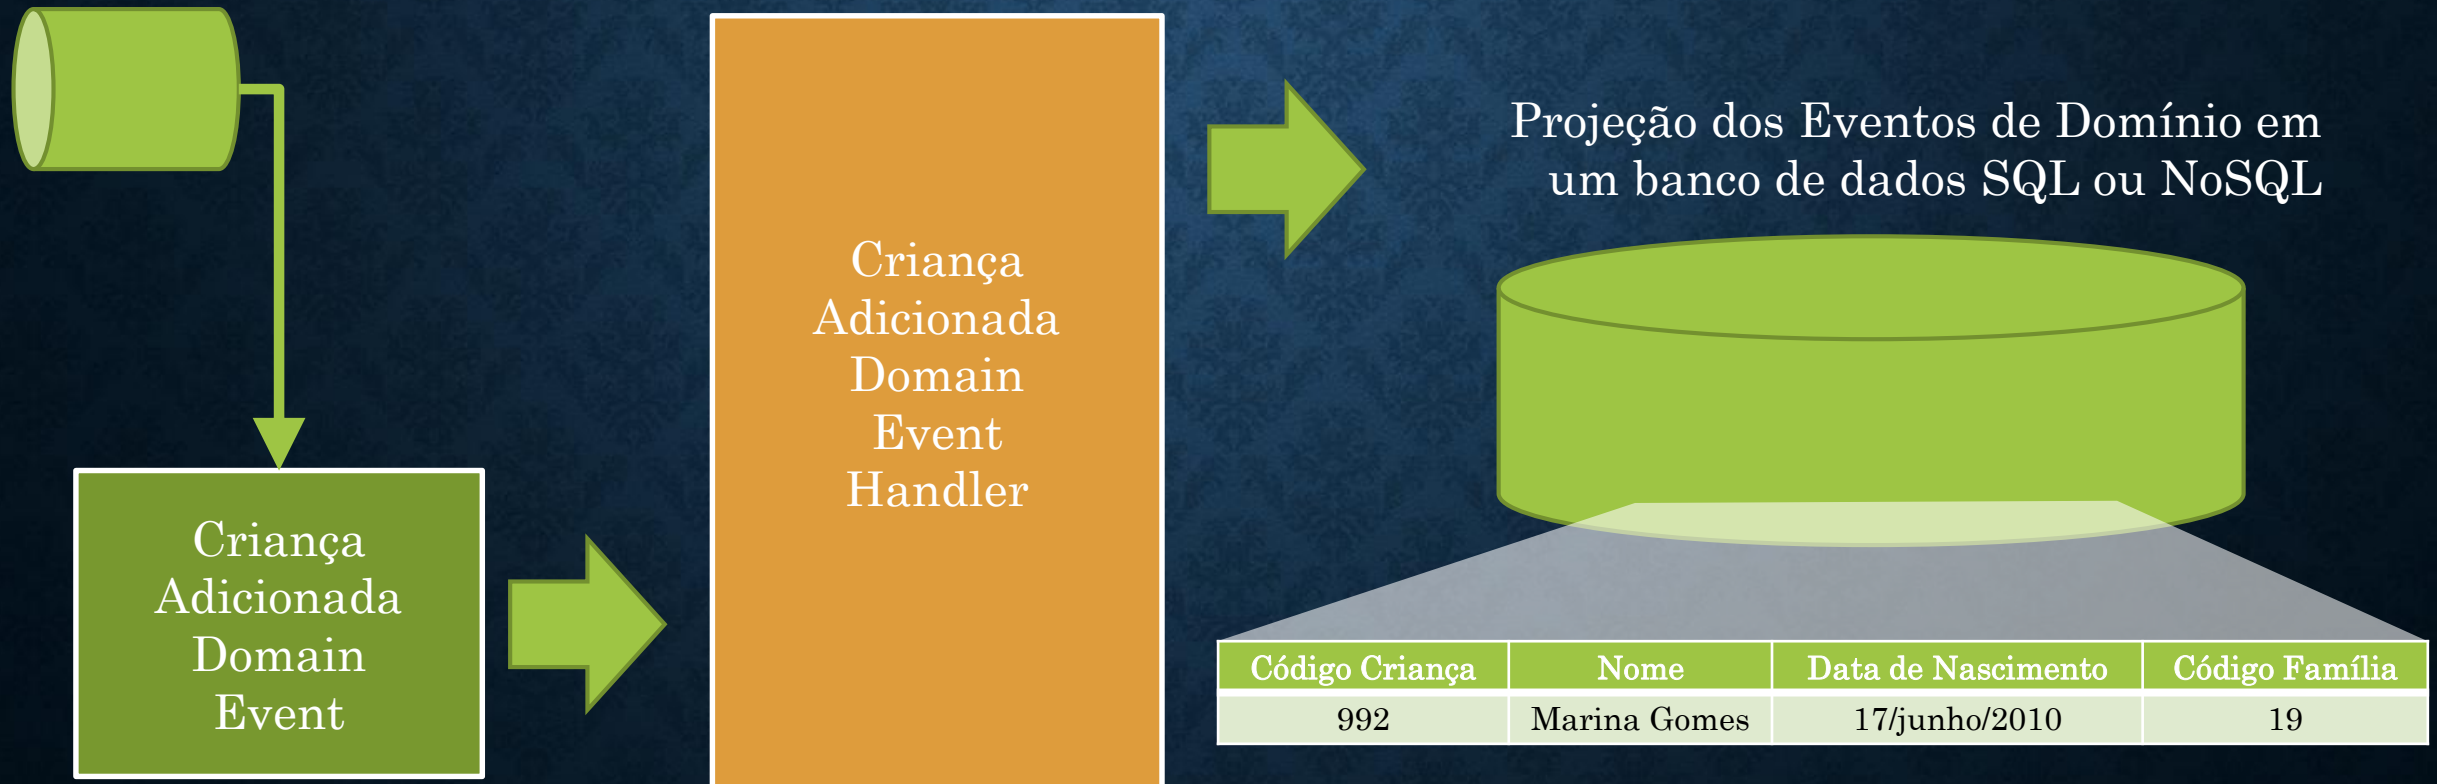 Criança
Adicionada
Domain
Event
Criança
Adicionada
Domain
Event
Handler
Projeção dos Eventos de Domínio em
um banco de dados SQL ou NoSQL
Código Criança Nome Data de Nascimento Código Família
992 Marina Gomes 17/junho/2010 19